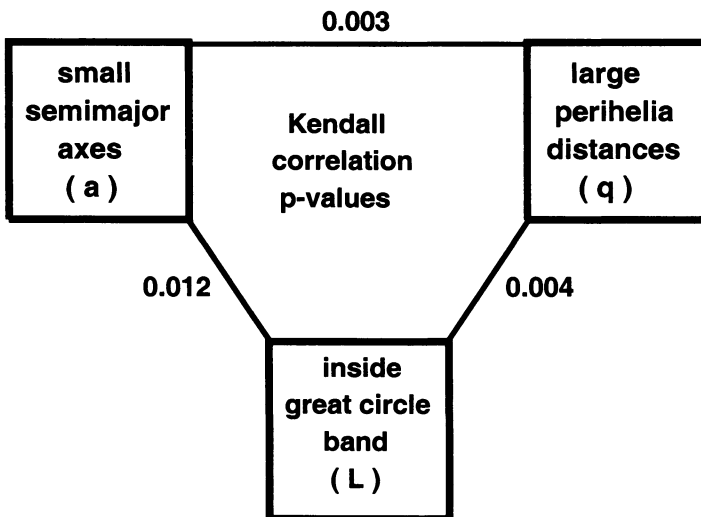 0.003
small
semimajor
axes
( a )
Kendall
correlation
p-values
large
perihelia
distances
( q )
0.012
0.004
inside
great circle
band
( L )